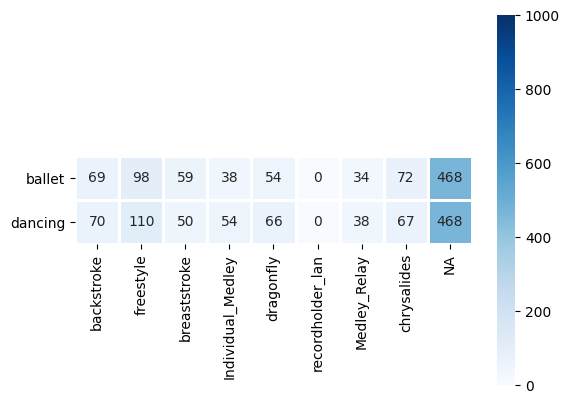 1000
800
600
400
200
0
ballet 69 98 59 38 54 0 34 72 468
dancing 70 110 50 54 66 0 38 67 468
backstroke
freestyle
breaststroke
Individual_Medley
dragonfly
recordholder_lan
Medley_Relay
chrysalides
NA